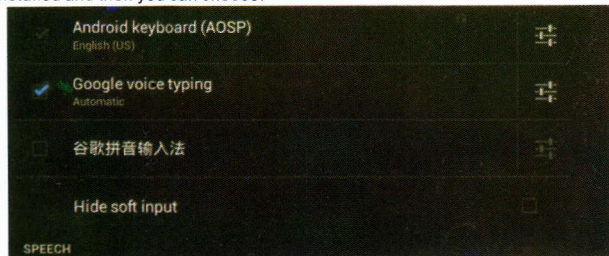 Android keyboard (AOSP)
English (US)
Google voice typing
Automatic
谷歌拼音输入法
Hide soft input
SPEECH